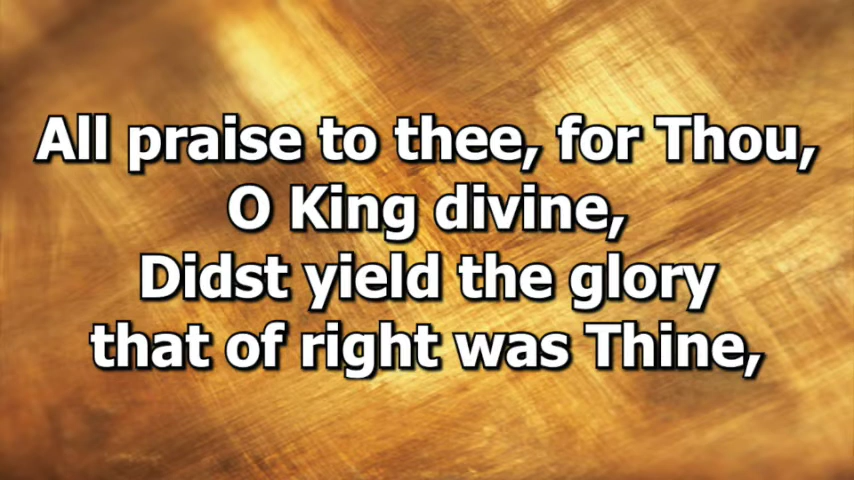 All praise to thee, for Thou,
O King divine,
Didst yield the glory
that of right was Thine,